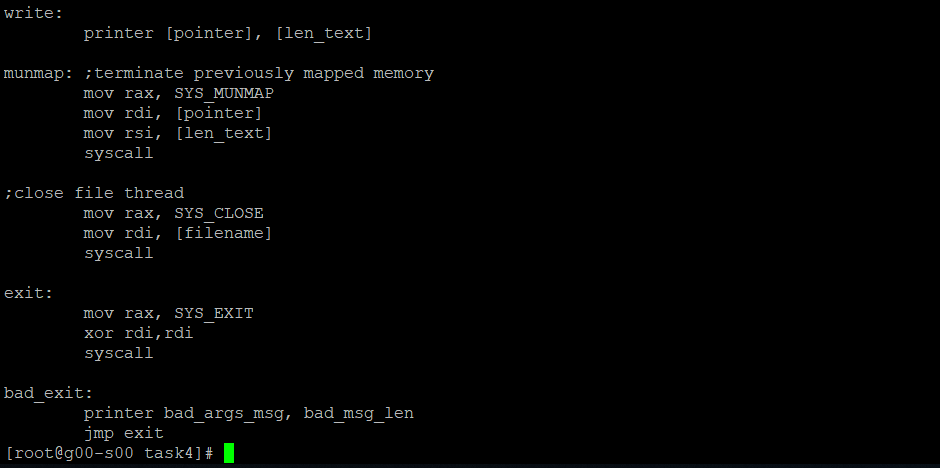 write:
        printer [pointer], [len_text]

munmap: ;terminate previously mapped memory
        mov rax, SYS_MUNMAP
        mov rdi, [pointer]
        mov rsi, [len_text]
        syscall

;close file thread
        mov rax, SYS_CLOSE
        mov rdi, [filename]
        syscall

exit:
        mov rax, SYS_EXIT
        xor rdi,rdi
        syscall

bad_exit:
        printer bad_args_msg, bad_msg_len
        jmp exit
[root@g00-s00 task4]#